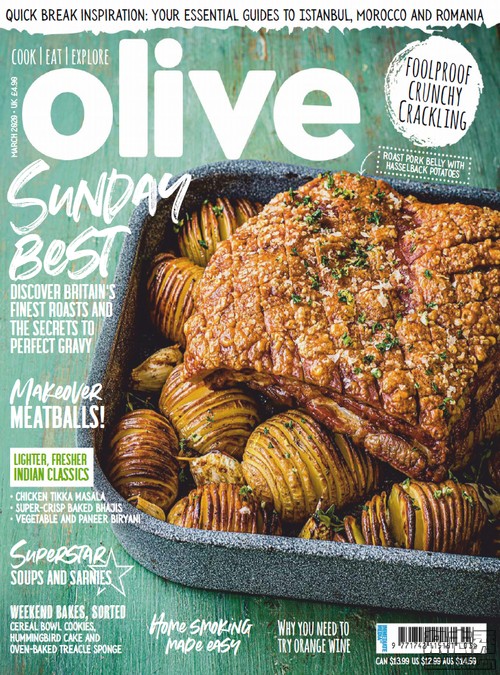 QUICK BREAK INSPIRATION: YOUR ESSENTIAL GUIDES TO ISTANBUL, MOROCCO AND ROMANIA
COOK | EAT | EXPLORE
olive
MARCH 2020 • UK £4.99
FOOLPROOF
CRUNCHY
CRACKLING
ROAST PORK BELLY WITH
HASSELBACK POTATOES
SUNDAY
BEST
DISCOVER BRITAIN'S
FINEST ROASTS AND
THE SECRETS TO
PERFECT GRAVY
Makeover
MEATBALLS!
LIGHTER, FRESHER
INDIAN CLASSICS
• CHICKEN TIKKA MASALA
• SUPER-CRISP BAKED BHAJIS
• VEGETABLE AND PANEER BIRYANI
SUPERSTAR
SOUPS AND SARNIES
WEEKEND BAKES, SORTED
CEREAL BOWL COOKIES,
HUMMINGBIRD CAKE AND
OVEN-BAKED TREACLE SPONGE
Home SMOKING
made easy
WHY YOU NEED TO
TRY ORANGE WINE
CAN $13.99 US $12.99 AUS $14.59